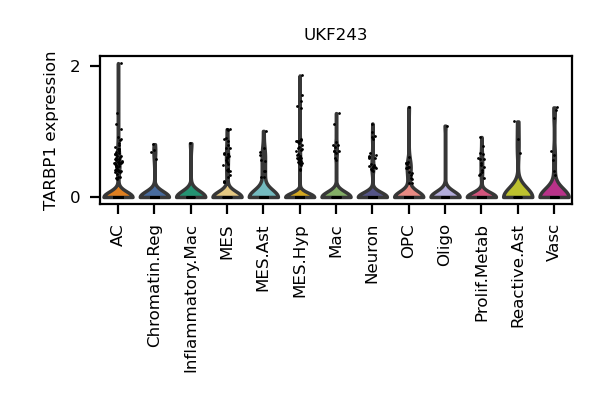 UKF243
TARBP1 expression
2
0
AC
Chromatin.Reg
Inflammatory.Mac
MES
MES.Ast
MES.Hyp
Mac
Neuron
OPC
Oligo
Prolif.Metab
Reactive.Ast
Vasc